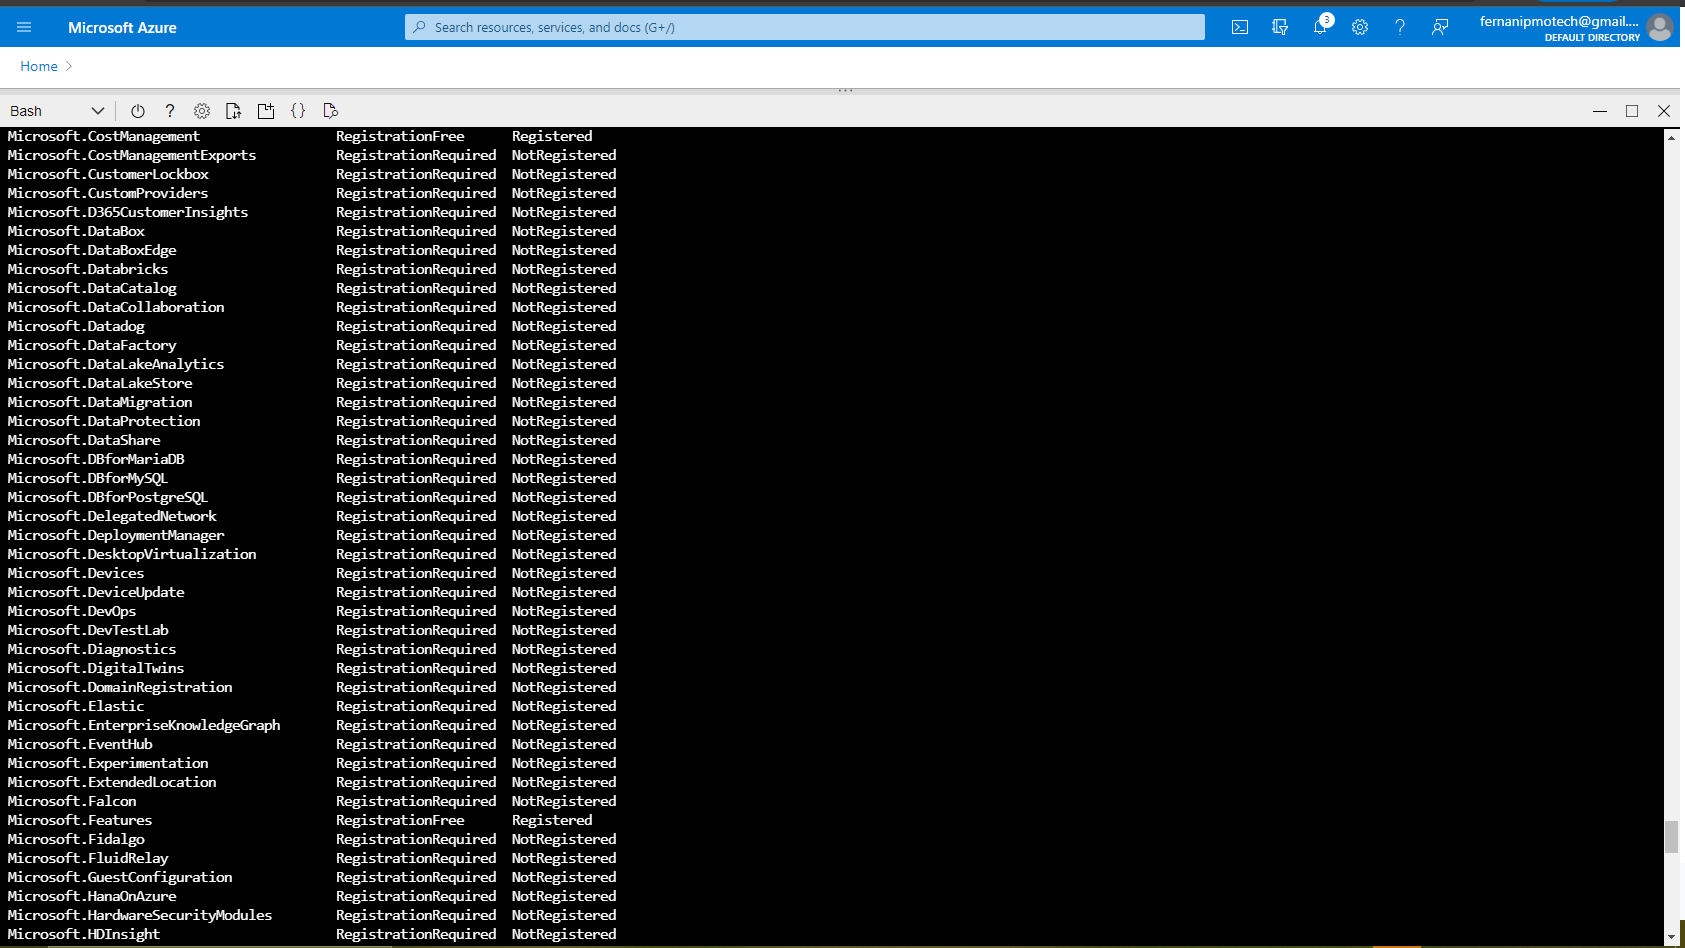 Microsoft Azure
Search resources, services, and docs (G+/)
3
fernanipmotech@gmail....
DEFAULT DIRECTORY
Home
Bash
Microsoft.CostManagement RegistrationFree Registered
Microsoft.CostManagementExports RegistrationRequired NotRegistered
Microsoft.CustomerLockbox RegistrationRequired NotRegistered
Microsoft.CustomProviders RegistrationRequired NotRegistered
Microsoft.D365CustomerInsights RegistrationRequired NotRegistered
Microsoft.DataBox RegistrationRequired NotRegistered
Microsoft.DataBoxEdge RegistrationRequired NotRegistered
Microsoft.Databricks RegistrationRequired NotRegistered
Microsoft.DataCatalog RegistrationRequired NotRegistered
Microsoft.DataCollaboration RegistrationRequired NotRegistered
Microsoft.Datadog RegistrationRequired NotRegistered
Microsoft.DataFactory RegistrationRequired NotRegistered
Microsoft.DataLakeAnalytics RegistrationRequired NotRegistered
Microsoft.DataLakeStore RegistrationRequired NotRegistered
Microsoft.DataMigration RegistrationRequired NotRegistered
Microsoft.DataProtection RegistrationRequired NotRegistered
Microsoft.DataShare RegistrationRequired NotRegistered
Microsoft.DBforMariaDB RegistrationRequired NotRegistered
Microsoft.DBforMySQL RegistrationRequired NotRegistered
Microsoft.DBforPostgreSQL RegistrationRequired NotRegistered
Microsoft.DelegatedNetwork RegistrationRequired NotRegistered
Microsoft.DeploymentManager RegistrationRequired NotRegistered
Microsoft.DesktopVirtualization RegistrationRequired NotRegistered
Microsoft.Devices RegistrationRequired NotRegistered
Microsoft.DeviceUpdate RegistrationRequired NotRegistered
Microsoft.DevOps RegistrationRequired NotRegistered
Microsoft.DevTestLab RegistrationRequired NotRegistered
Microsoft.Diagnostics RegistrationRequired NotRegistered
Microsoft.DigitalTwins RegistrationRequired NotRegistered
Microsoft.DomainRegistration RegistrationRequired NotRegistered
Microsoft.Elastic RegistrationRequired NotRegistered
Microsoft.EnterpriseKnowledgeGraph RegistrationRequired NotRegistered
Microsoft.EventHub RegistrationRequired NotRegistered
Microsoft.Experimentation RegistrationRequired NotRegistered
Microsoft.ExtendedLocation RegistrationRequired NotRegistered
Microsoft.Falcon RegistrationRequired NotRegistered
Microsoft.Features RegistrationFree Registered
Microsoft.Fidalgo RegistrationRequired NotRegistered
Microsoft.FluidRelay RegistrationRequired NotRegistered
Microsoft.GuestConfiguration RegistrationRequired NotRegistered
Microsoft.HanaOnAzure RegistrationRequired NotRegistered
Microsoft.HardwareSecurityModules RegistrationRequired NotRegistered
Microsoft.HDInsight RegistrationRequired NotRegistered